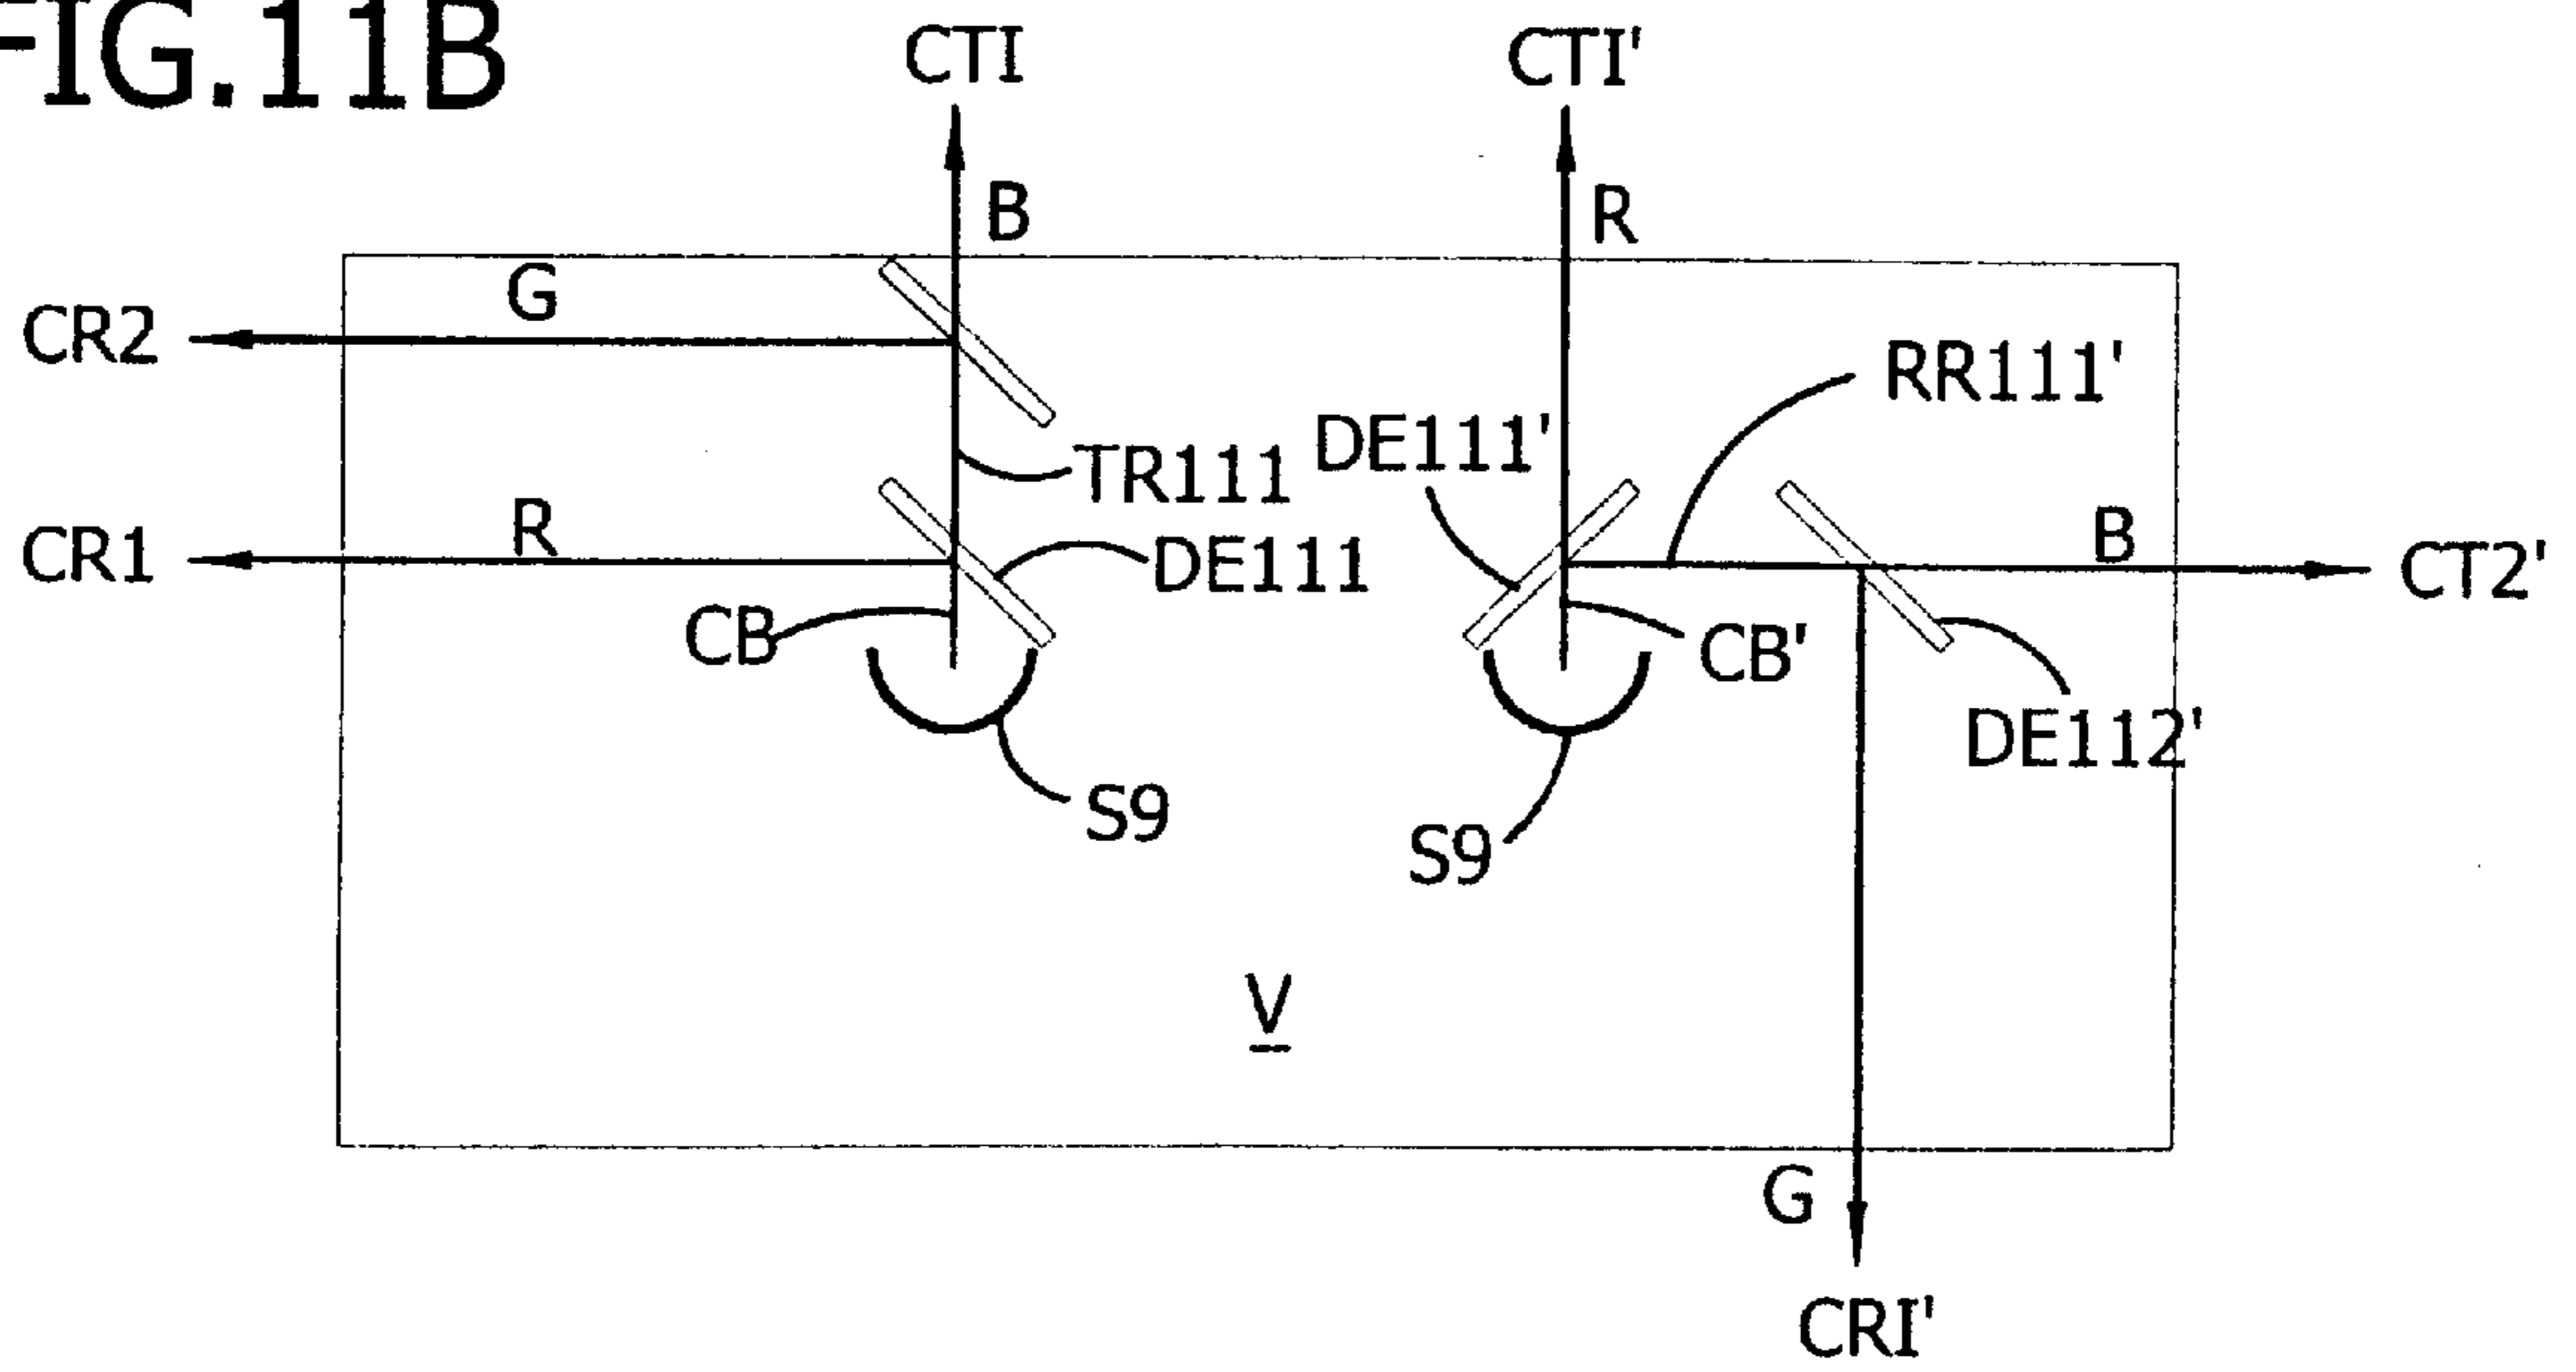 FIG.11B
CTI
CTI'
B
R
G
CR2
RR111'
DE111'
TR111
R
B
CR1
DE111
CT2'
CB
CB'
DE112'
S9
S9
V
G
CRI'